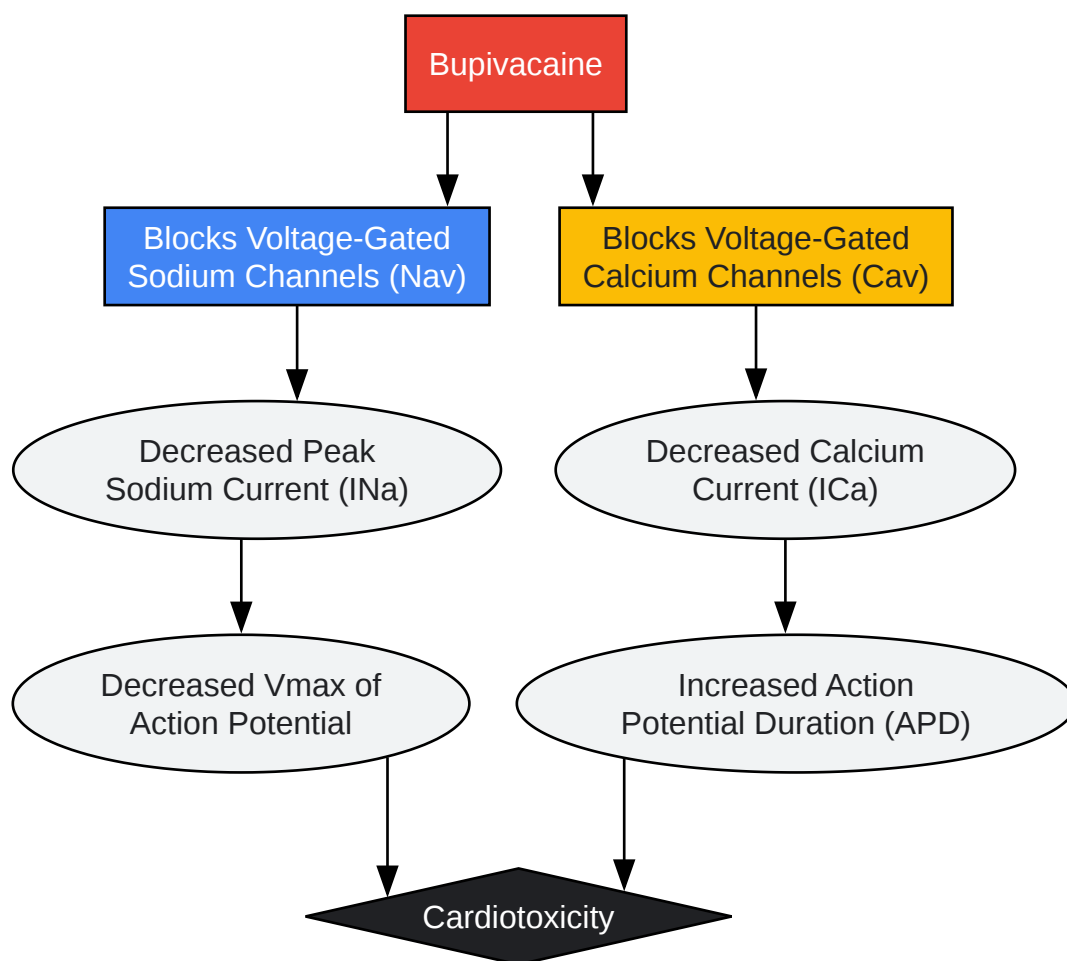 Bupivacaine
Blocks Voltage-Gated
Sodium Channels (Nav)
Blocks Voltage-Gated
Calcium Channels (Cav)
Decreased Peak
Sodium Current (INa)
Decreased Calcium
Current (ICa)
Decreased Vmax of
Action Potential
Increased Action
Potential Duration (APD)
Cardiotoxicity